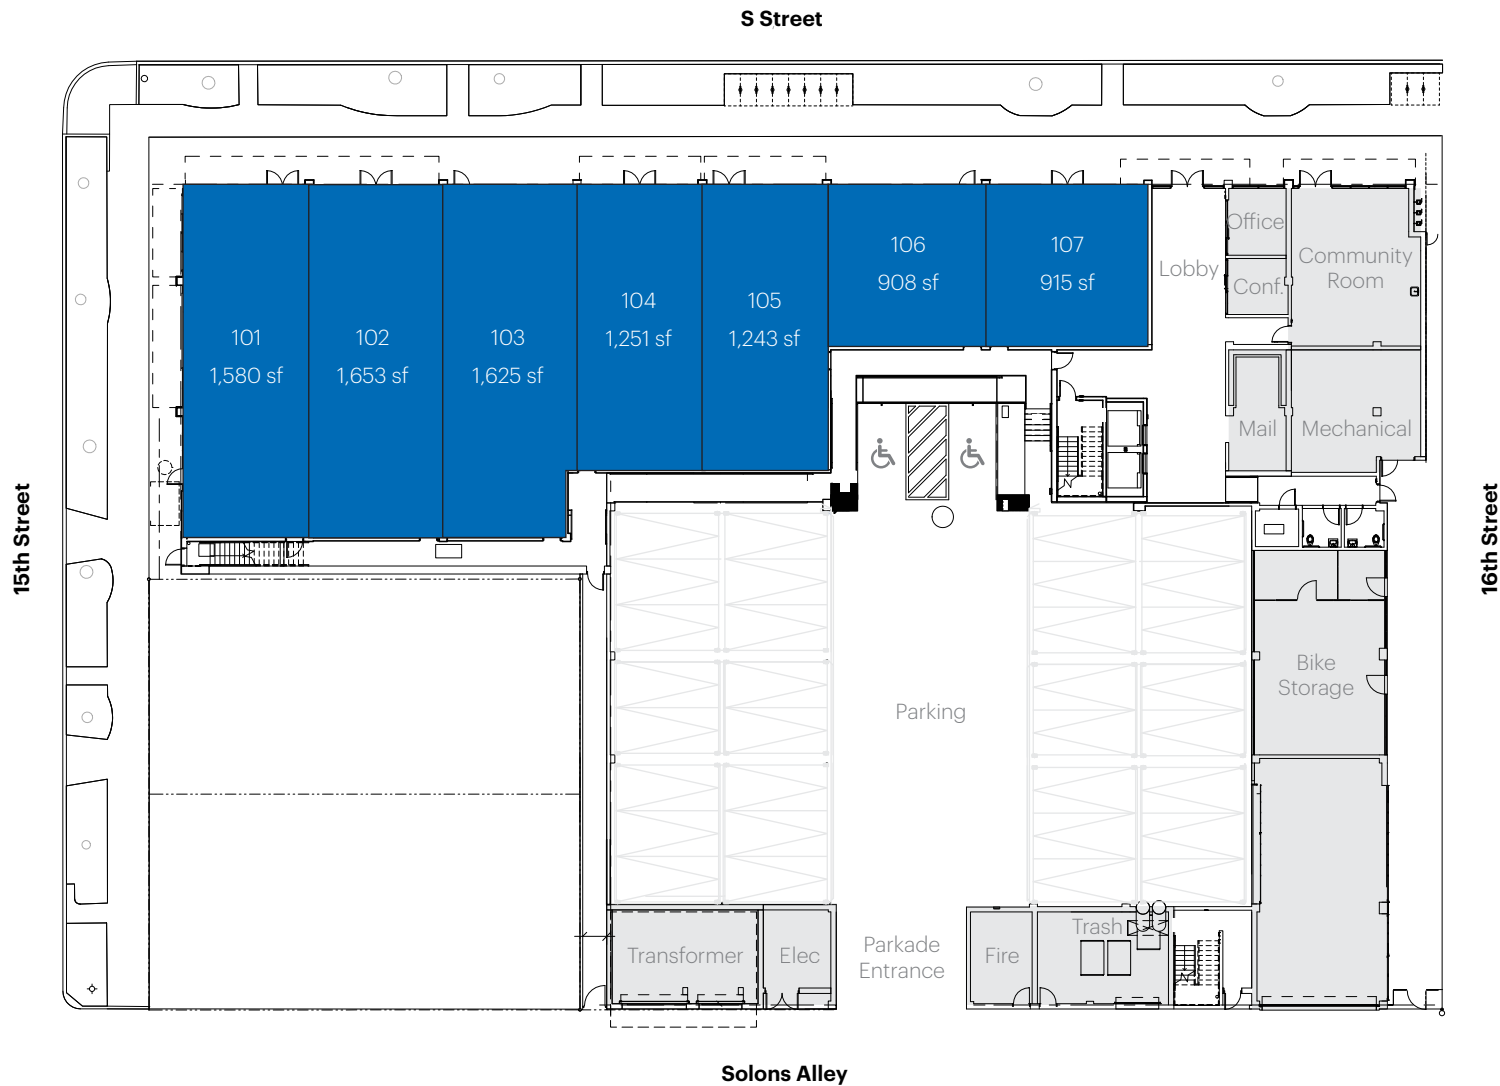 S Street
101
1,580 sf
102
1,653 sf
103
1,625 sf
104
1,251 sf
105
1,243 sf
106
908 sf
107
915 sf
Lobby
Office
Conf.
Community
Room
Mail
Mechanical
15th Street
16th Street
Bike
Storage
Parking
Transformer
Elec
Parkade
Entrance
Fire
Trash
Solons Alley